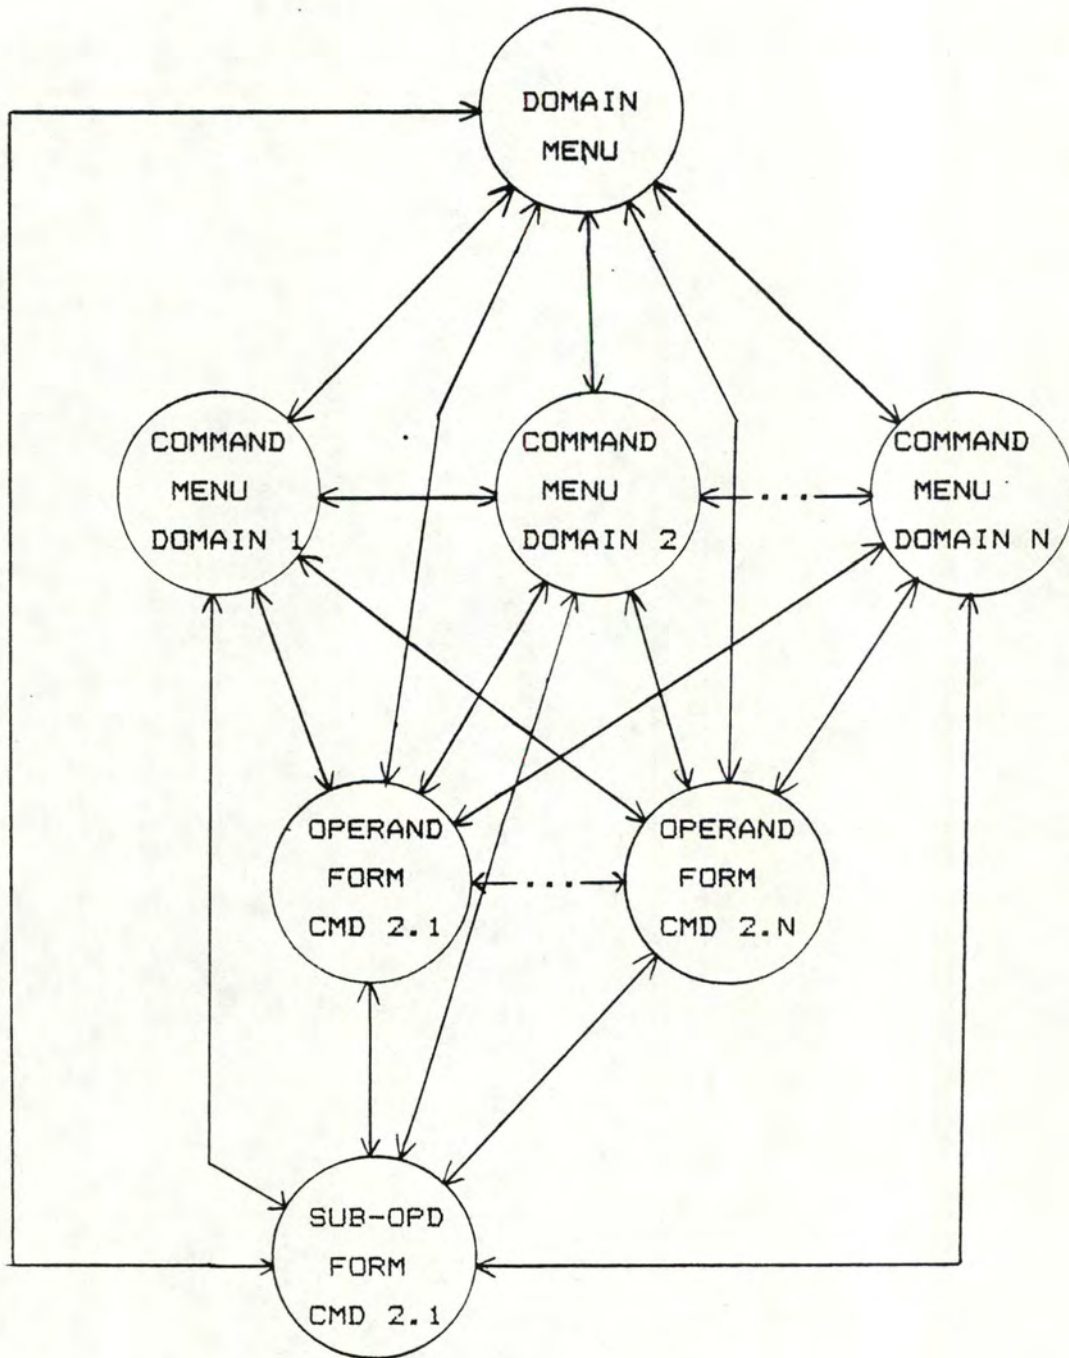 DOMAIN
MENU
COMMAND
MENU
DOMAIN 1
COMMAND
MENU
DOMAIN 2
...
COMMAND
MENU
DOMAIN N
OPERAND
FORM
CMD 2.1
...
OPERAND
FORM
CMD 2.N
SUB-OPD
FORM
CMD 2.1